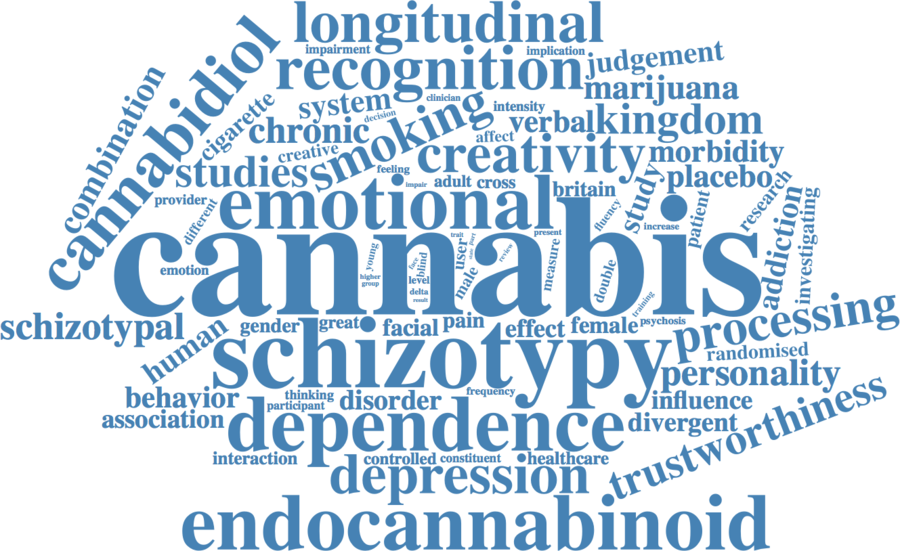 longitudinal
impairment
implication
recognition
judgement
cannabidiol
combination
cigarette
system
clinician
intensity
marijuana
decision
smoking
chronic
verbal
kingdom
affect
creative
creativity
morbidity
studies
feeling
placebo
impair
adult
cross
britain
study
research
provider
different
emotional
fluency
patient
increase
addiction
investigating
cannabis
emotion
young
higher
group
face
blind
level
delta
result
trait
user
state
part
male
review
present
measure
double
training
schizotypal
human
gender
great
facial
pain
effect
female
psychosis
processing
schizotypy
randomised
personality
behavior
thinking
participant
disorder
frequency
influence
association
dependence
divergent
trustworthiness
interaction
controlled
constituent
healthcare
depression
endocannabinoid